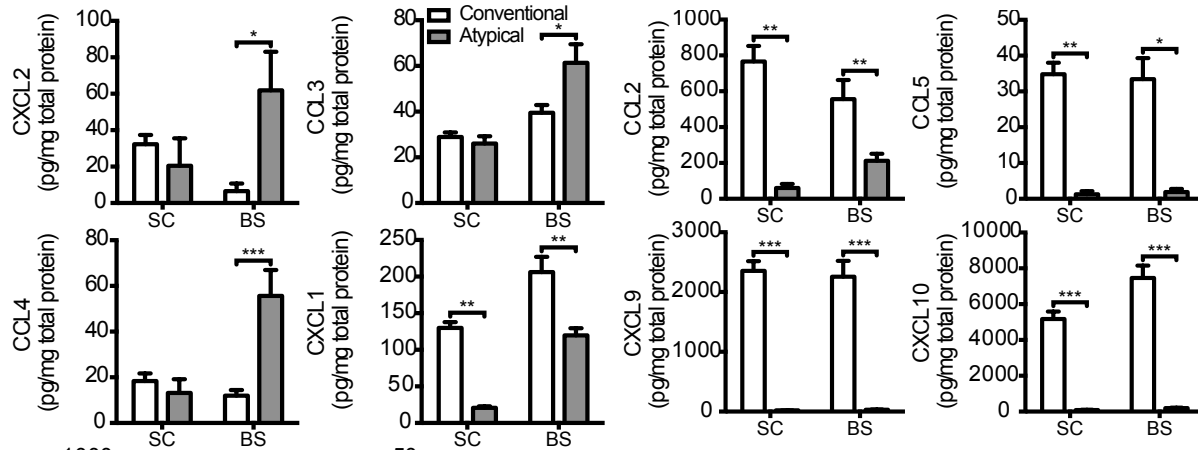 CXCL2
(pg/mg total protein)
100
80
60
40
20
0
*
SC
BS
CCL3
(pg/mg total protein)
80
60
40
20
0
Conventional
Atypical
*
SC
BS
CCL2
(pg/mg total protein)
1000
800
600
400
200
0
**
**
SC
BS
CCL5
(pg/mg total protein)
50
40
30
20
10
0
**
*
SC
BS
CCL4
(pg/mg total protein)
80
60
40
20
0
***
SC
BS
CXCL1
(pg/mg total protein)
250
200
150
100
50
0
**
**
SC
BS
CXCL9
(pg/mg total protein)
3000
2000
1000
0
***
***
SC
BS
CXCL10
(pg/mg total protein)
10000
8000
6000
4000
2000
0
***
***
SC
BS